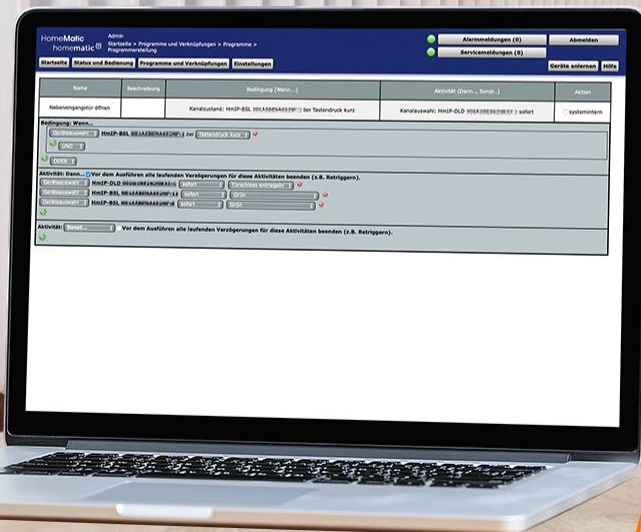 HomeMatic
homematic IP
Admin
Startseite > Programme und Verknüpfungen > Programme >
Programmerstellung
Alarmmeldungen (0)
Abmelden
Servicemeldungen (0)
Startseite Status und Bedienung Programme und Verknüpfungen Einstellungen
Geräte anlernen Hilfe
Name Beschreibung Bedingung (Wenn...) Aktivität (Dann..., Sonst..) Aktion
Nebeneingangstür öffnen Kanalzustand: HmIP-BSL bei Tastendruck kurz Kanalauswahl: HmIP-DLD sofort systemintern
Bedingung: Wenn...
Geräteauswahl HmIP-BSL bei Tastendruck kurz
UND
ODER
Aktivität: Dann... Vor dem Ausführen alle laufenden Verzögerungen für diese Aktivitäten beenden (z.B. Retriggern).
Geräteauswahl HmIP-DLD sofort Türschloss entriegeln
Geräteauswahl HmIP-BSL sofort Grün
Geräteauswahl HmIP-BSL sofort Grün
Aktivität: Sonst... Vor dem Ausführen alle laufenden Verzögerungen für diese Aktivitäten beenden (z.B. Retriggern).